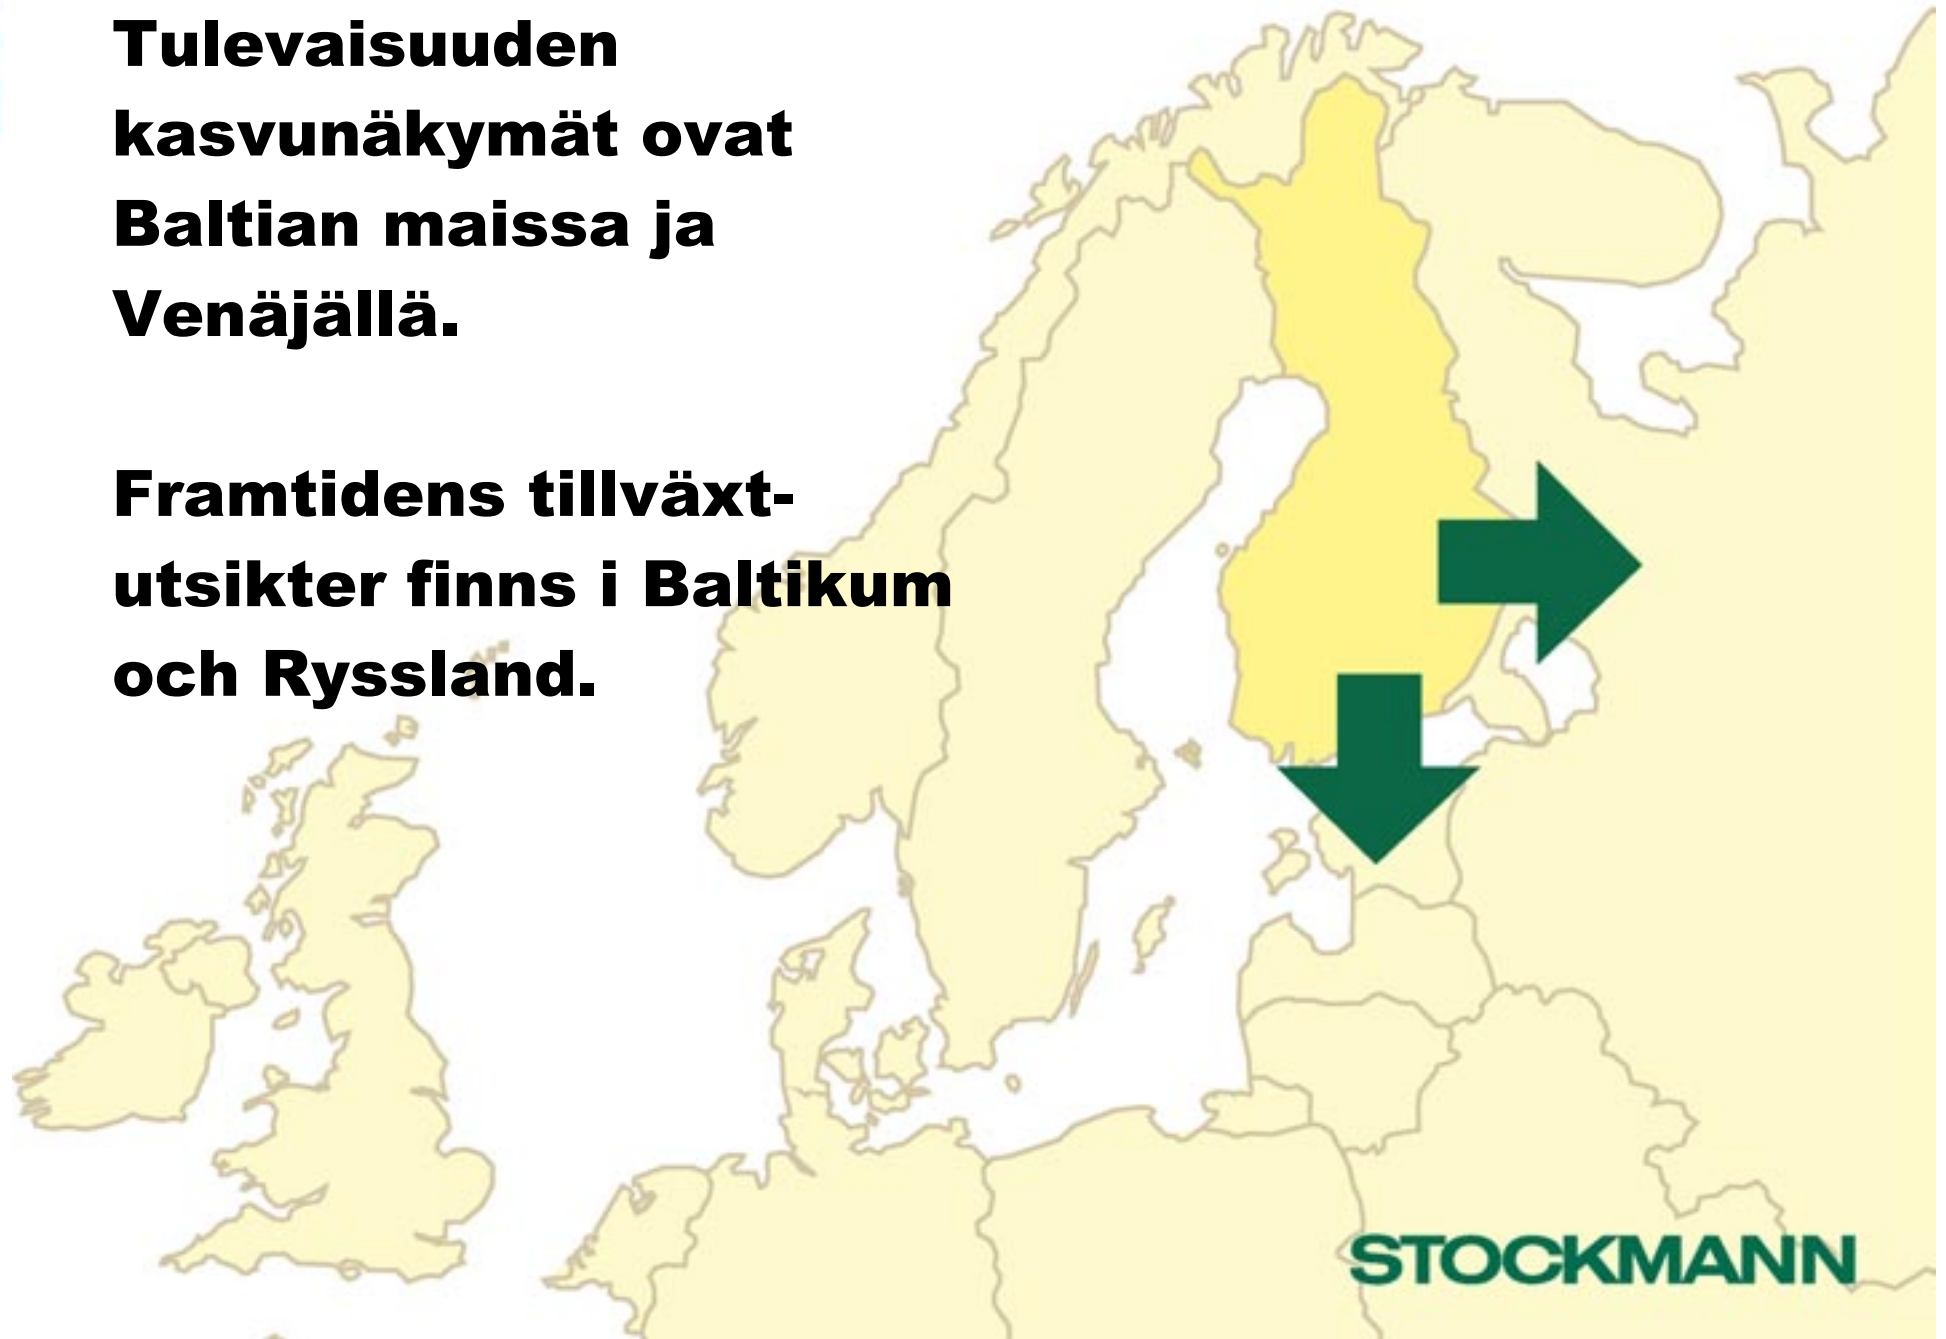 Tulevaisuuden
kasvunäkymät ovat
Baltian maissa ja
Venäjällä.
Framtidens tillväxt-
utsikter finns i Baltikum
och Ryssland.
STOCKMANN